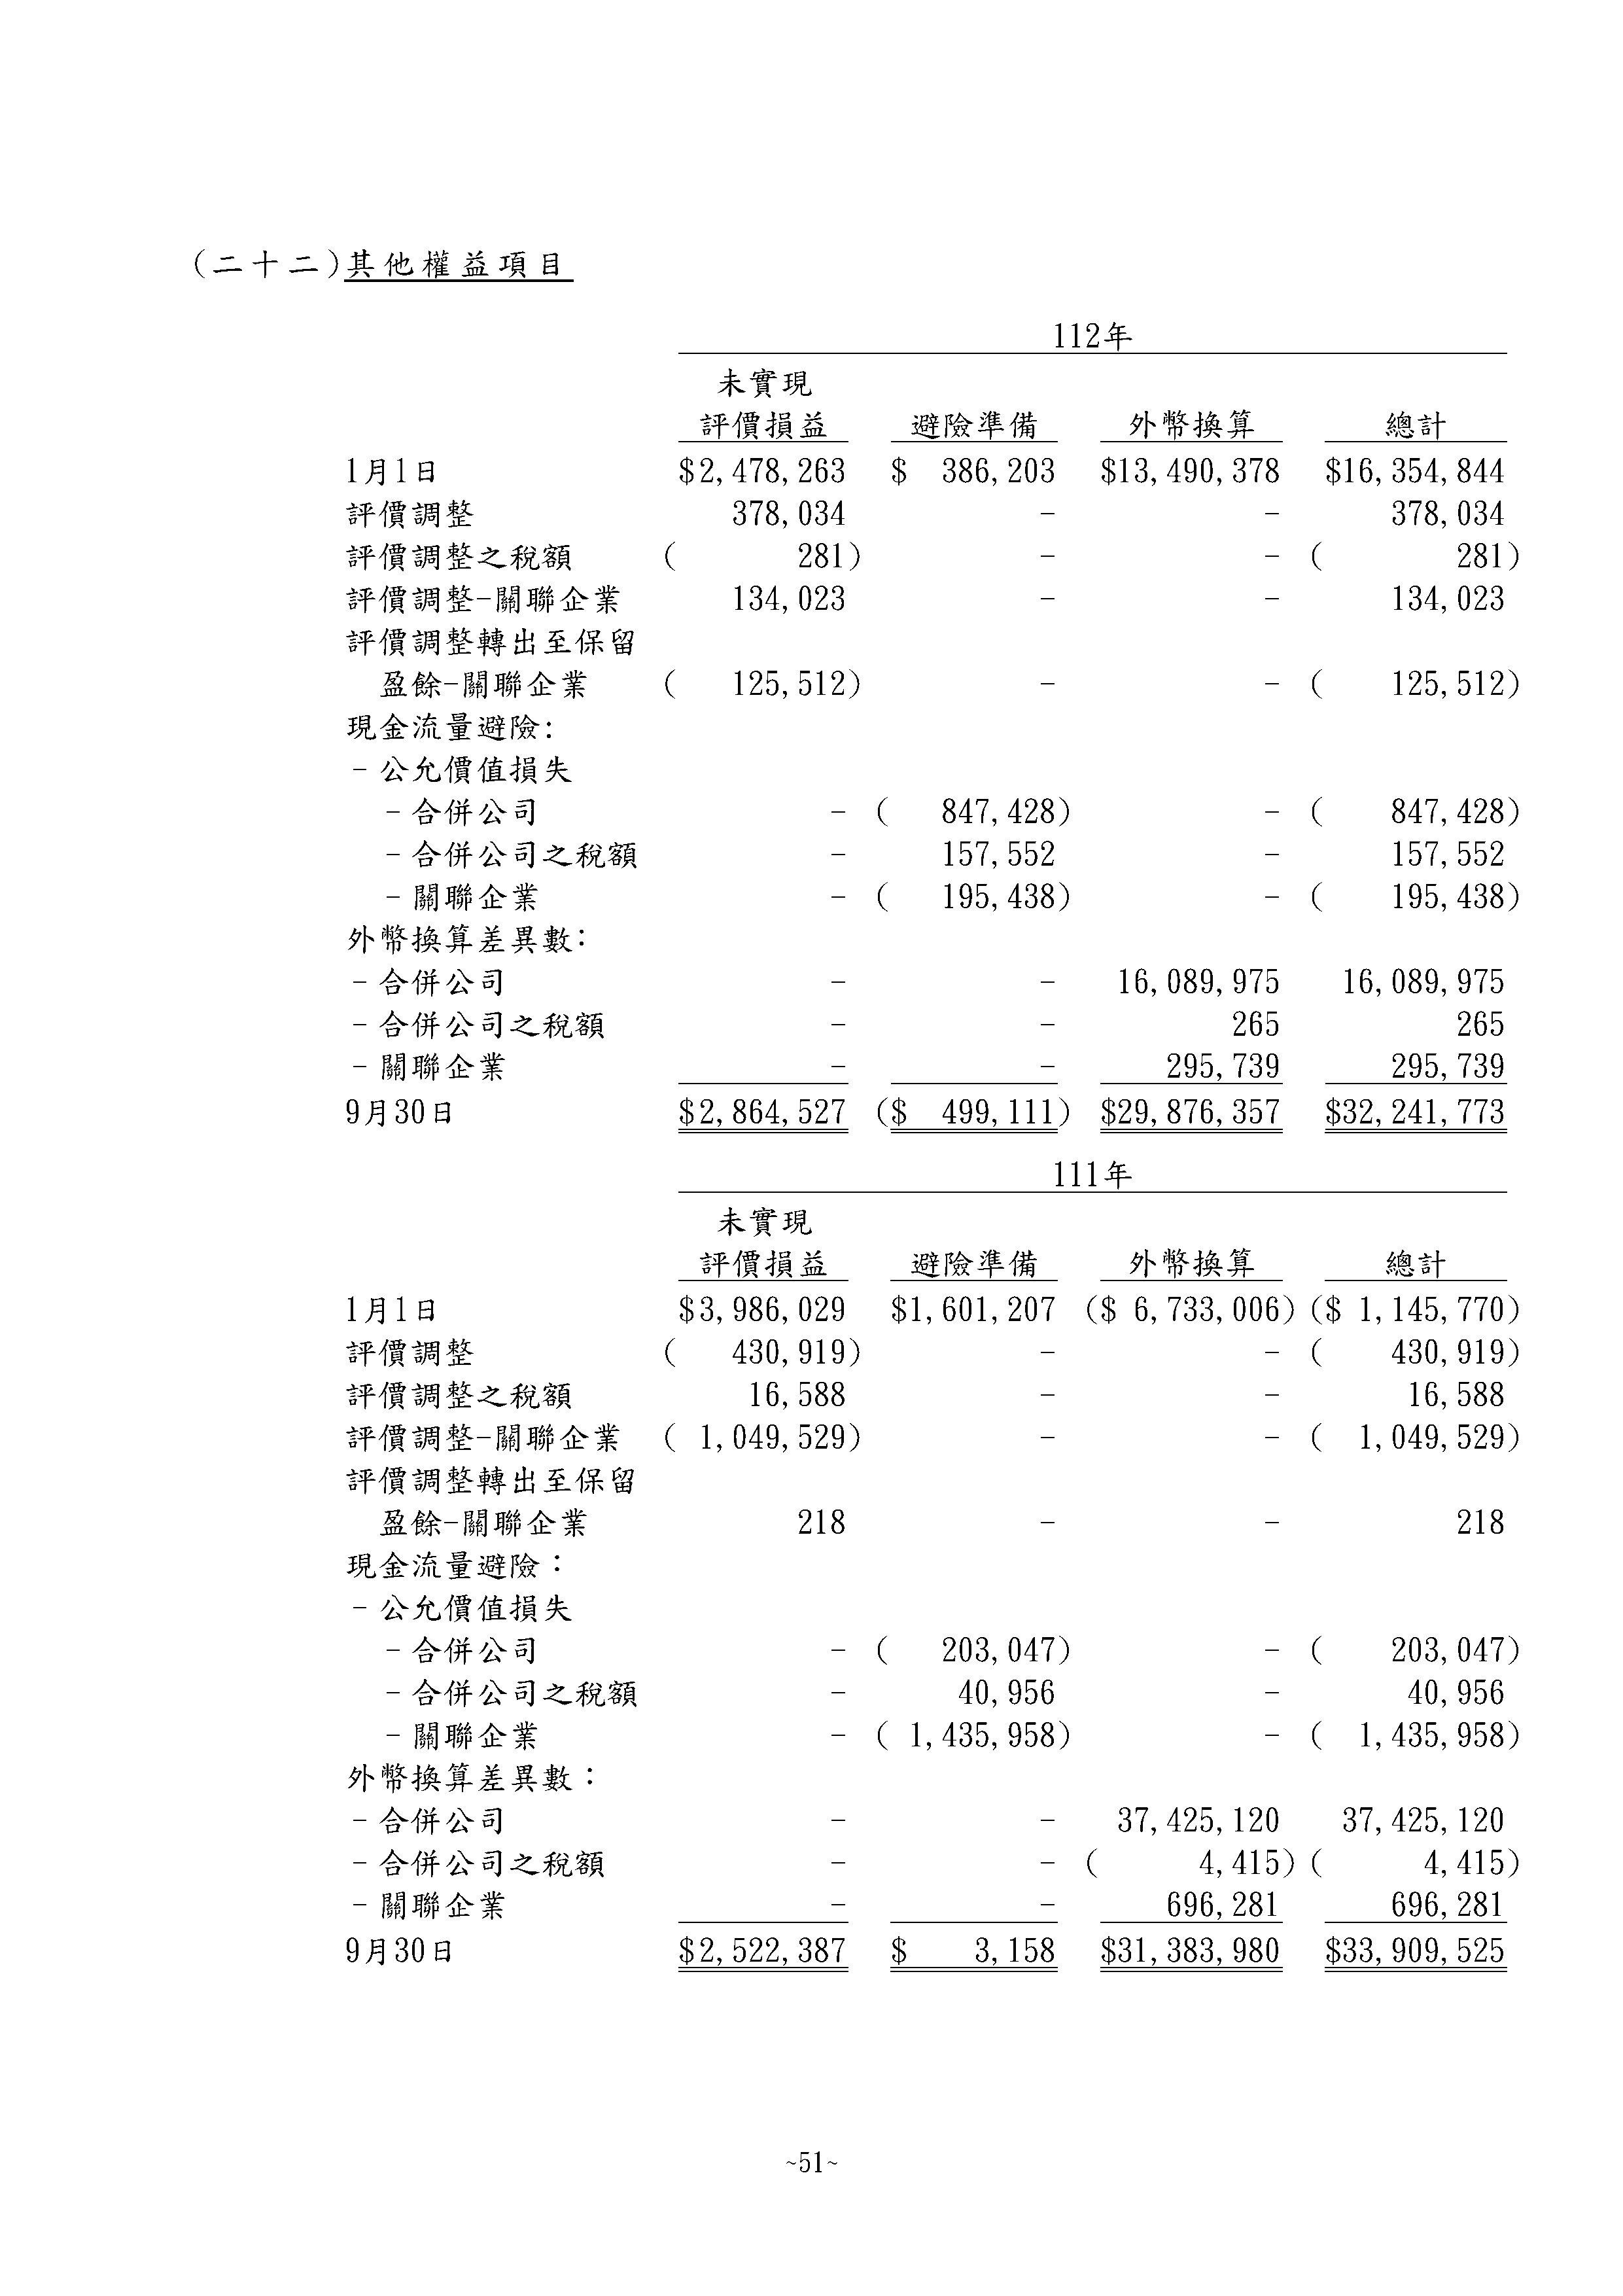 (二十二)其他權益項目
112年
未實現
評價損益 避險準備 外幣換算 總計
1月1日 $2,478,263 $ 386,203 $13,490,378 $16,354,844
評價調整 378,034 - - 378,034
評價調整之稅額 ( 281) - - ( 281)
評價調整-關聯企業 134,023 - - 134,023
評價調整轉出至保留
盈餘-關聯企業 ( 125,512) - - ( 125,512)
現金流量避險:
-公允價值損失
-合併公司 - ( 847,428) - ( 847,428)
-合併公司之稅額 - 157,552 - 157,552
-關聯企業 - ( 195,438) - ( 195,438)
外幣換算差異數:
-合併公司 - - 16,089,975 16,089,975
-合併公司之稅額 - - 265 265
-關聯企業 - - 295,739 295,739
9月30日 $2,864,527 ($ 499,111) $29,876,357 $32,241,773
111年
未實現
評價損益 避險準備 外幣換算 總計
1月1日 $3,986,029 $1,601,207 ($ 6,733,006) ($ 1,145,770)
評價調整 ( 430,919) - - ( 430,919)
評價調整之稅額 16,588 - - 16,588
評價調整-關聯企業 ( 1,049,529) - - ( 1,049,529)
評價調整轉出至保留
盈餘-關聯企業 218 - - 218
現金流量避險：
-公允價值損失
-合併公司 - ( 203,047) - ( 203,047)
-合併公司之稅額 - 40,956 - 40,956
-關聯企業 - ( 1,435,958) - ( 1,435,958)
外幣換算差異數：
-合併公司 - - 37,425,120 37,425,120
-合併公司之稅額 - - ( 4,415) ( 4,415)
-關聯企業 - - 696,281 696,281
9月30日 $2,522,387 $ 3,158 $31,383,980 $33,909,525
~51~